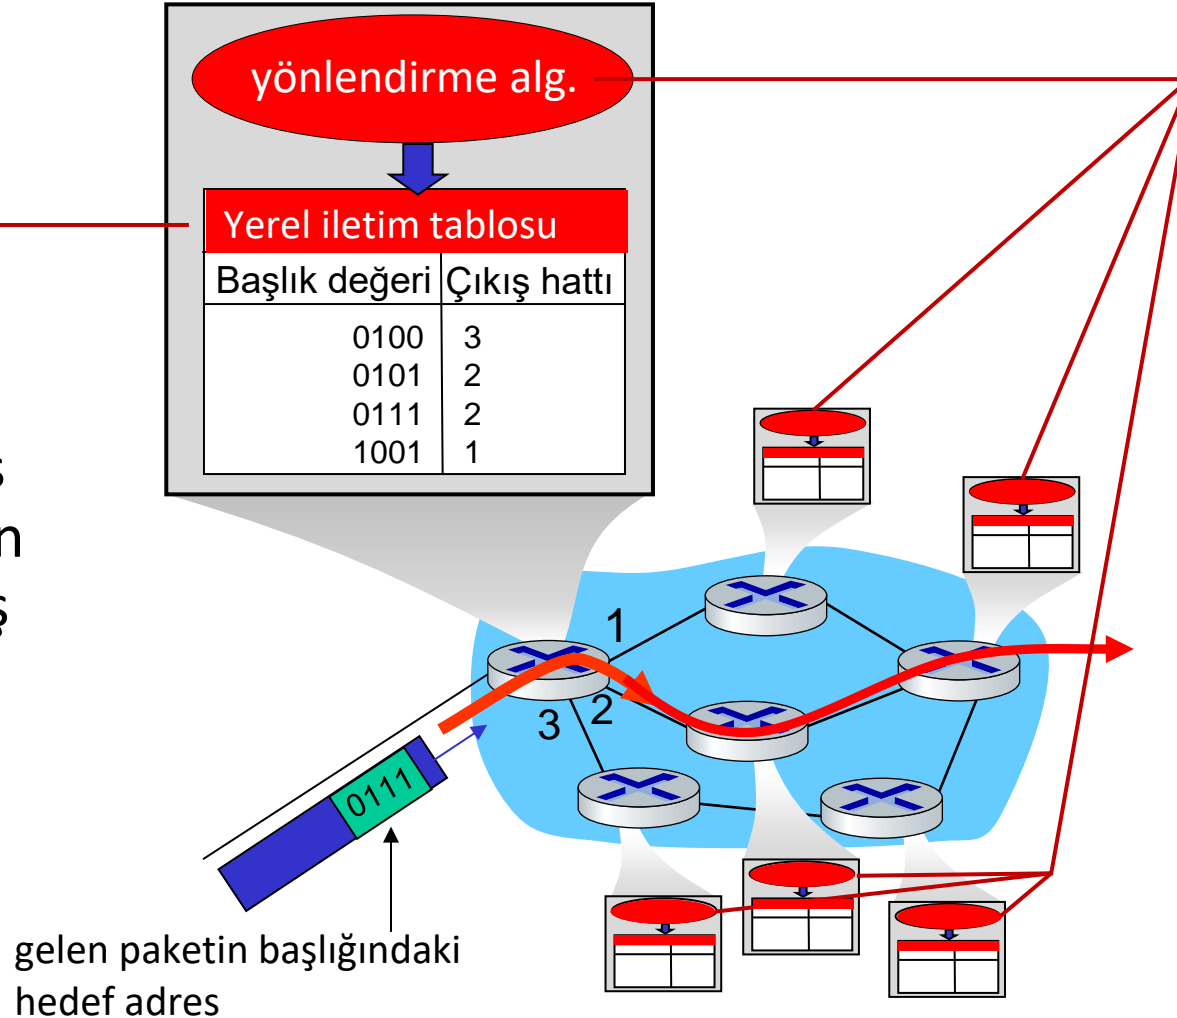 yönlendirme alg.
Yerel iletim tablosu
Başlık değeri Çıkış hattı
0100 3
0101 2
0111 2
1001 1
1
2
3
0111
gelen paketin başlığındaki
hedef adres